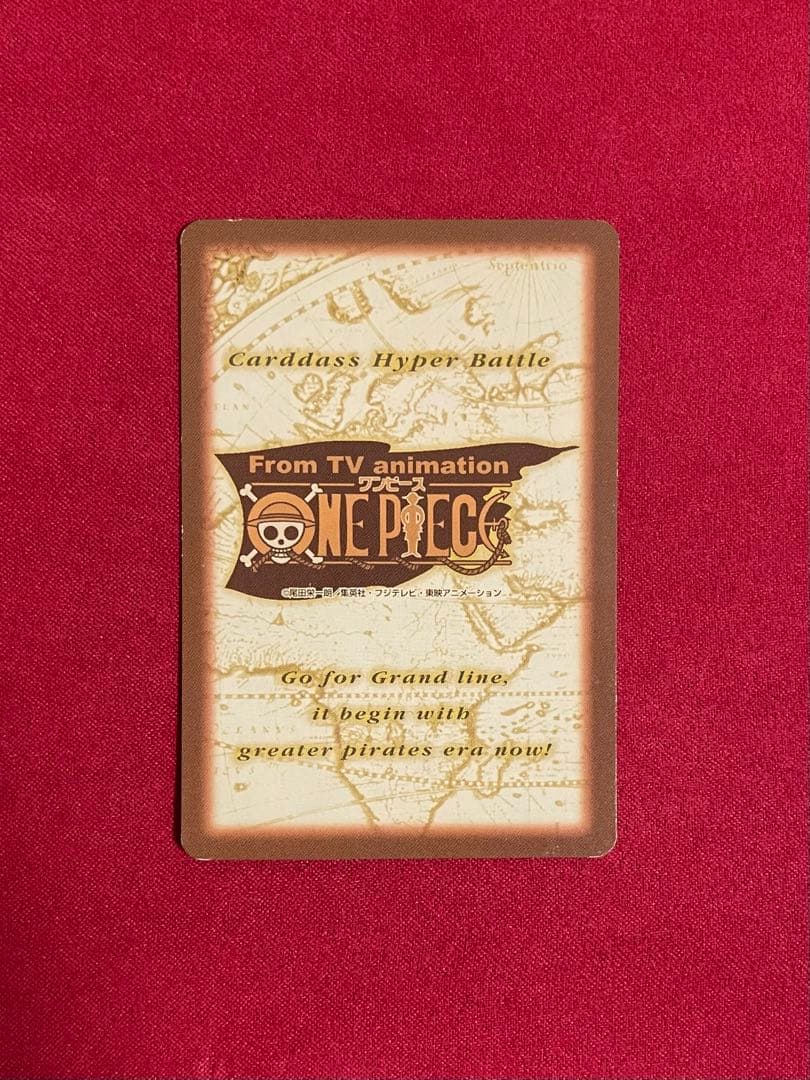 Septentrio
Carddass Hyper Battle
From TV animation
ワンピース
ONE PIECE
©尾田栄一朗／集英社・フジテレビ・東映アニメーション
Go for Grand line,
it begin with
greater pirates era now!